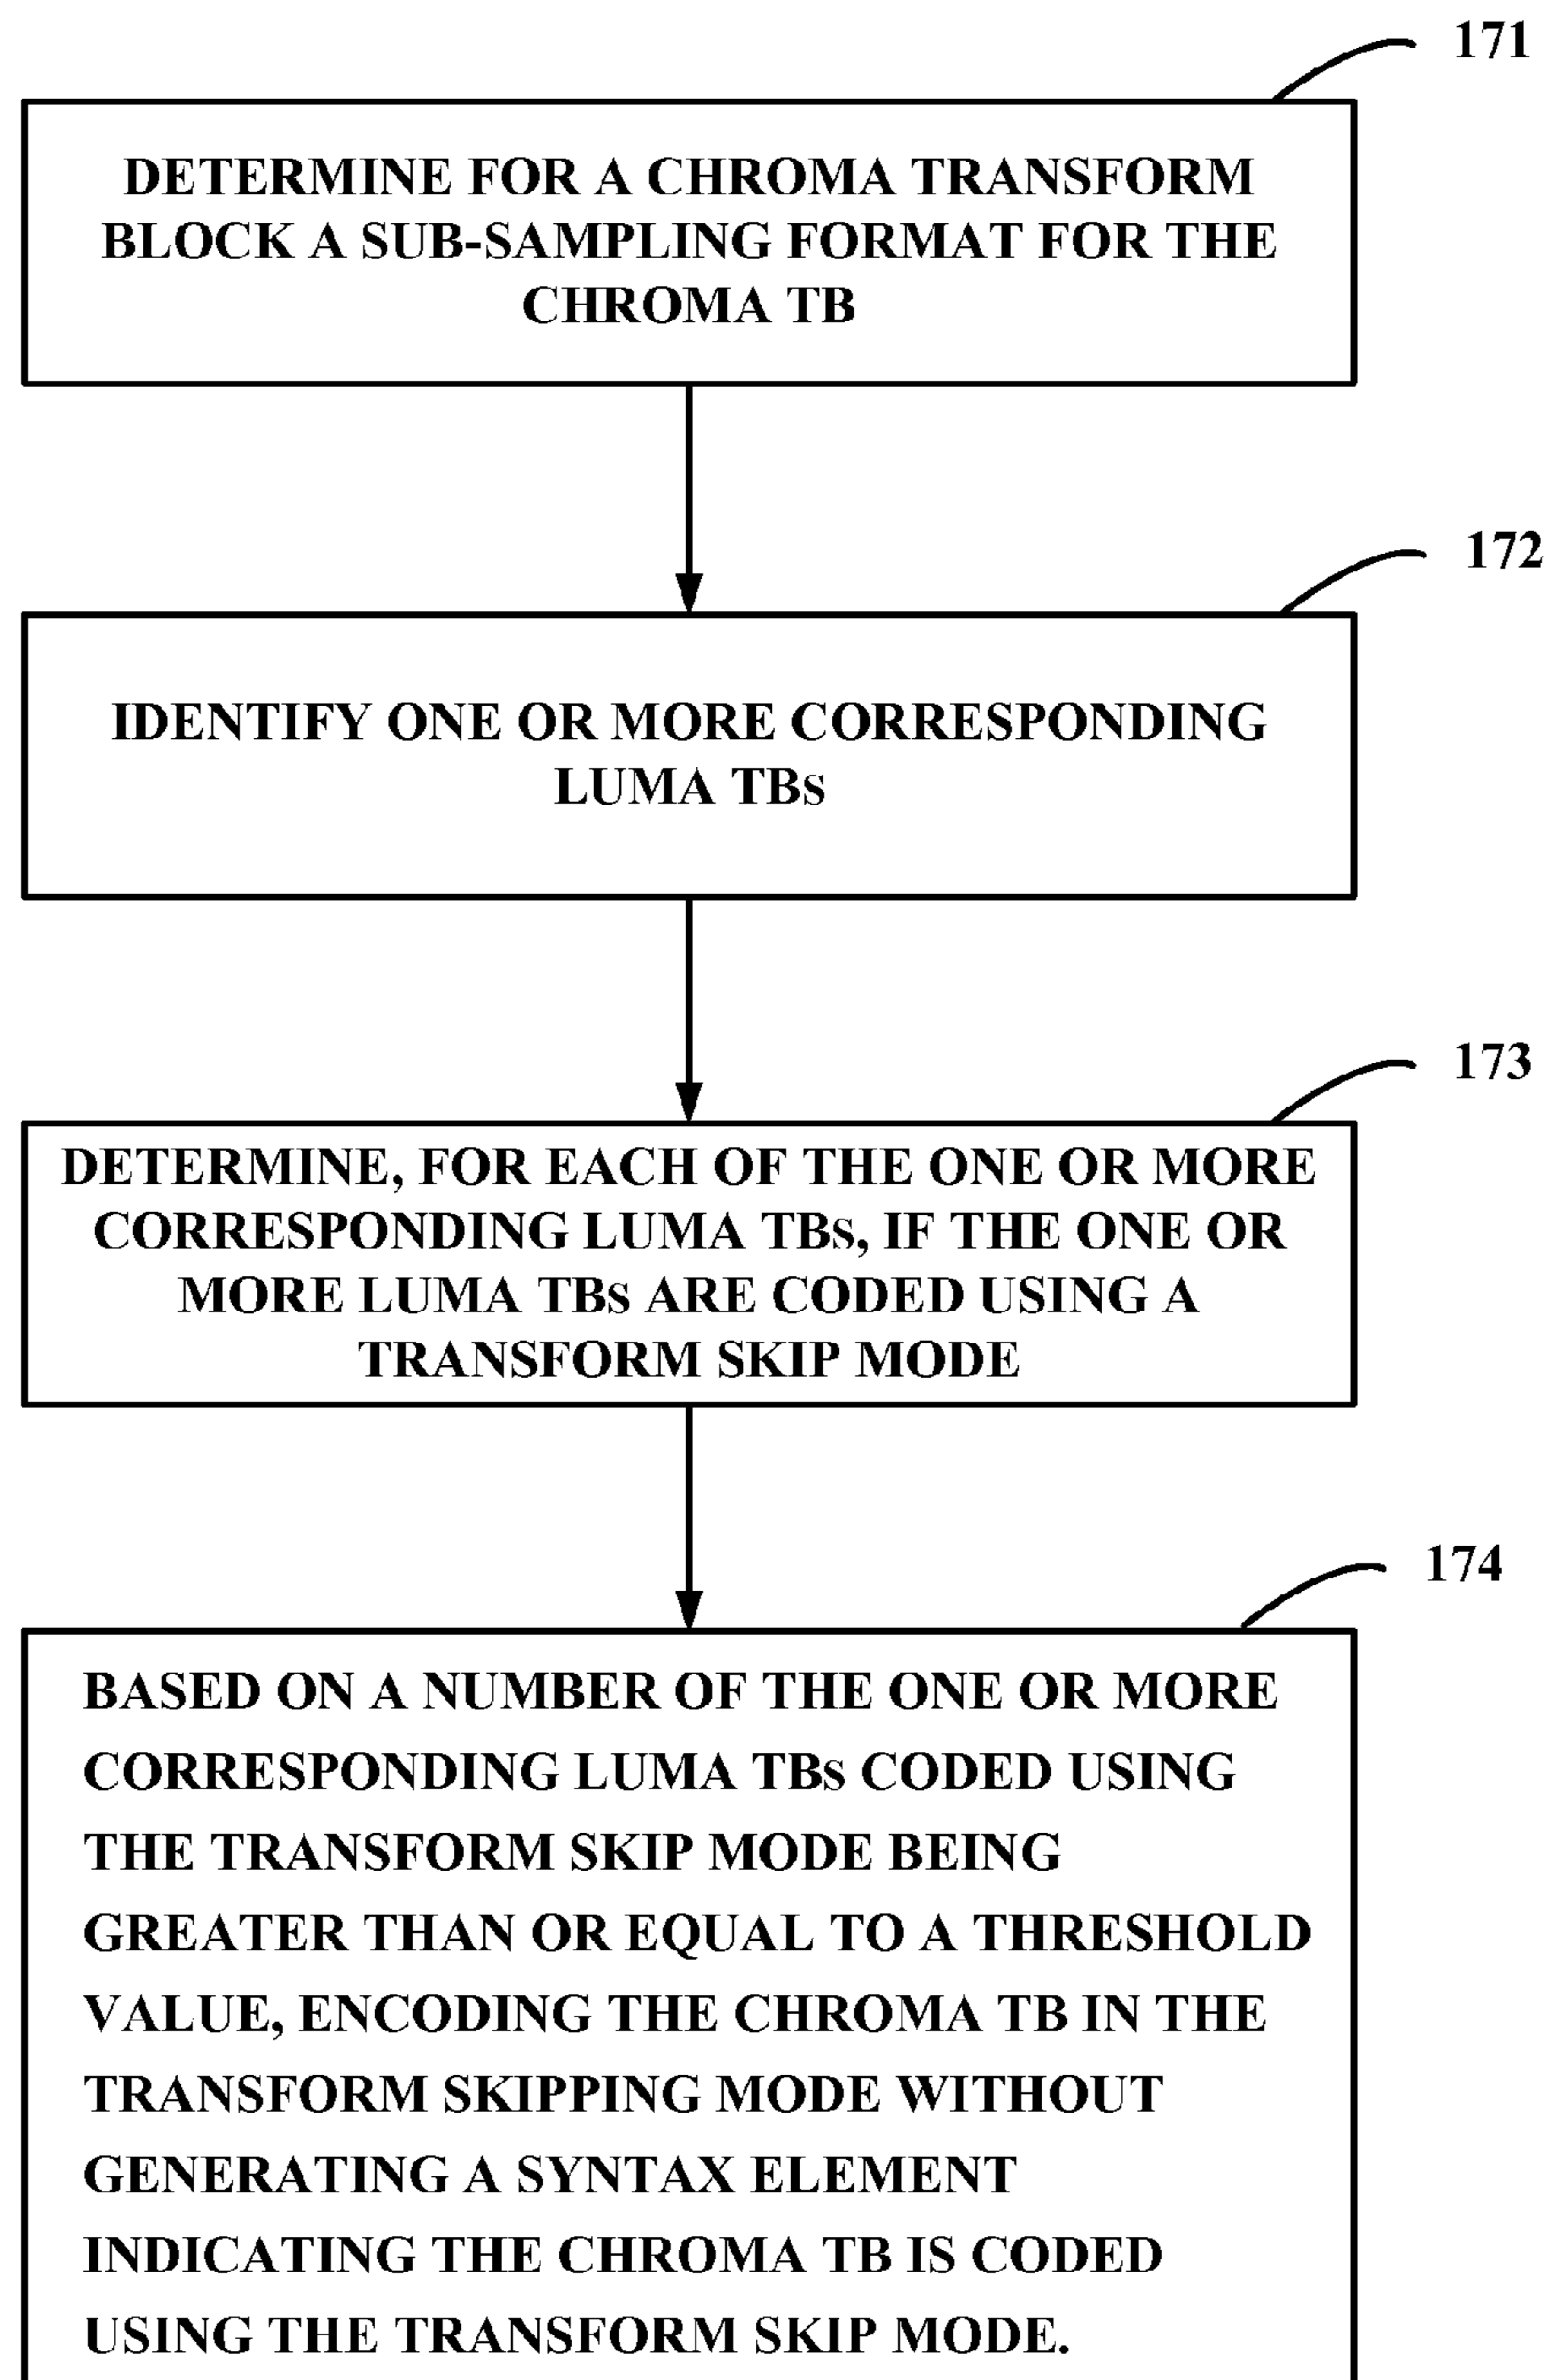 171
DETERMINE FOR A CHROMA TRANSFORM
BLOCK A SUB-SAMPLING FORMAT FOR THE
CHROMA TB
172
IDENTIFY ONE OR MORE CORRESPONDING
LUMA TBs
173
DETERMINE, FOR EACH OF THE ONE OR MORE
CORRESPONDING LUMA TBs, IF THE ONE OR
MORE LUMA TBs ARE CODED USING A
TRANSFORM SKIP MODE
174
BASED ON A NUMBER OF THE ONE OR MORE
CORRESPONDING LUMA TBs CODED USING
THE TRANSFORM SKIP MODE BEING
GREATER THAN OR EQUAL TO A THRESHOLD
VALUE, ENCODING THE CHROMA TB IN THE
TRANSFORM SKIPPING MODE WITHOUT
GENERATING A SYNTAX ELEMENT
INDICATING THE CHROMA TB IS CODED
USING THE TRANSFORM SKIP MODE.